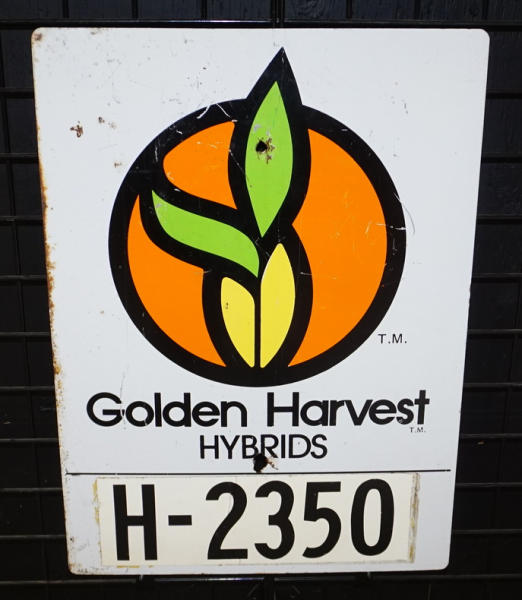 T.M.
Golden Harvest
T.M.
HYBRIDS
H-2350